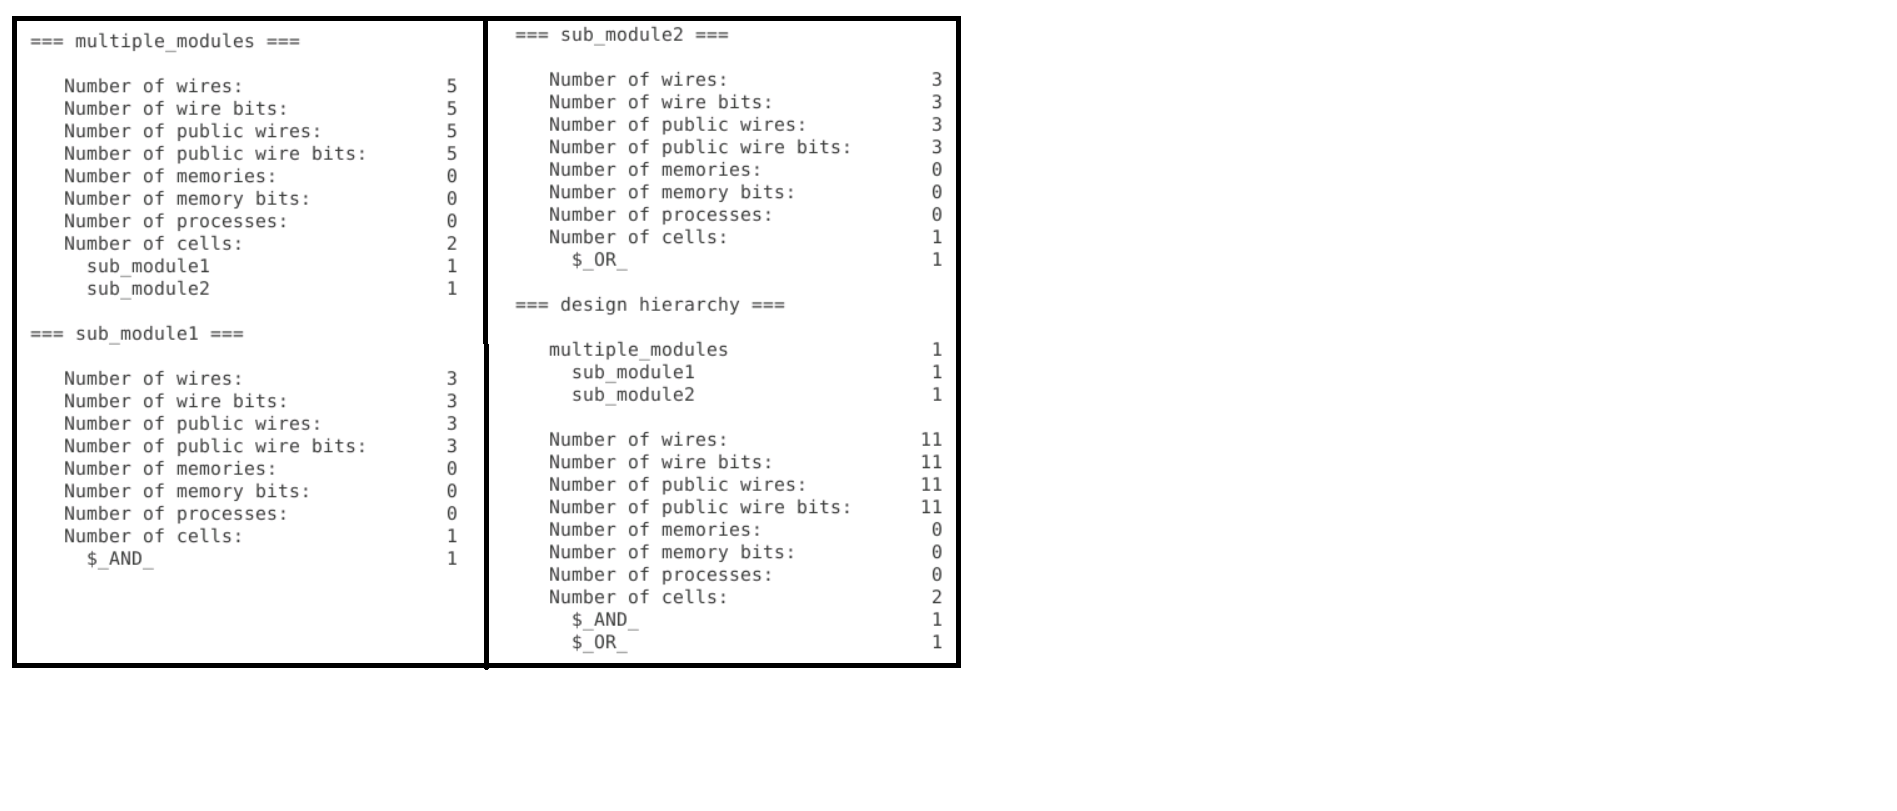 === multiple_modules ===
Number of wires: 5
Number of wire bits: 5
Number of public wires: 5
Number of public wire bits: 5
Number of memories: 0
Number of memory bits: 0
Number of processes: 0
Number of cells: 2
sub_module1 1
sub_module2 1
=== sub_module1 ===
Number of wires: 3
Number of wire bits: 3
Number of public wires: 3
Number of public wire bits: 3
Number of memories: 0
Number of memory bits: 0
Number of processes: 0
Number of cells: 1
$_AND_ 1
=== sub_module2 ===
Number of wires: 3
Number of wire bits: 3
Number of public wires: 3
Number of public wire bits: 3
Number of memories: 0
Number of memory bits: 0
Number of processes: 0
Number of cells: 1
$_OR_ 1
=== design hierarchy ===
multiple_modules 1
sub_module1 1
sub_module2 1
Number of wires: 11
Number of wire bits: 11
Number of public wires: 11
Number of public wire bits: 11
Number of memories: 0
Number of memory bits: 0
Number of processes: 0
Number of cells: 2
$_AND_ 1
$_OR_ 1